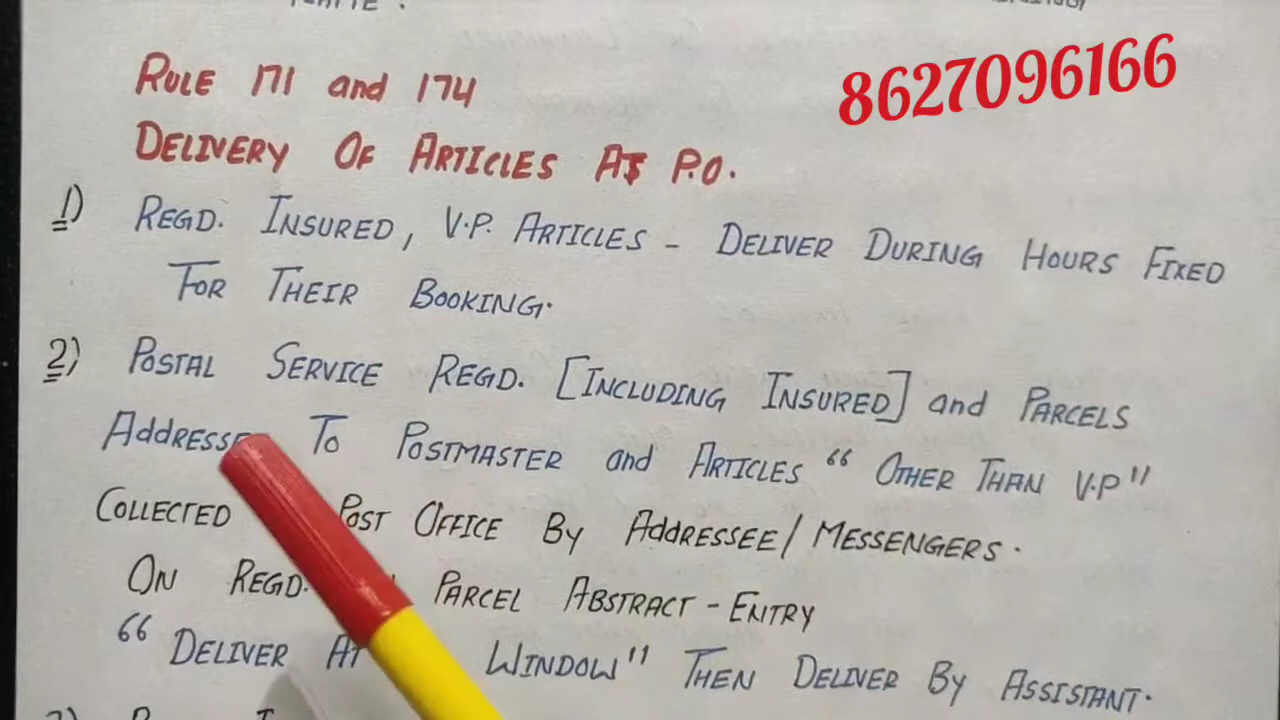 8627096166
RULE 171 and 174
DELIVERY OF ARTICLES AT P.O.
1) REGD. INSURED, V.P. ARTICLES - DELIVER DURING HOURS FIXED
FOR THEIR BOOKING.
2) POSTAL SERVICE REGD. [INCLUDING INSURED] and PARCELS
ADDRESSE TO POSTMASTER and ARTICLES "OTHER THAN V.P"
COLLECTED POST OFFICE BY ADDRESSEE/MESSENGERS.
ON REGD. PARCEL ABSTRACT - ENTRY
"DELIVER AT WINDOW" THEN DELIVER BY ASSISTANT.